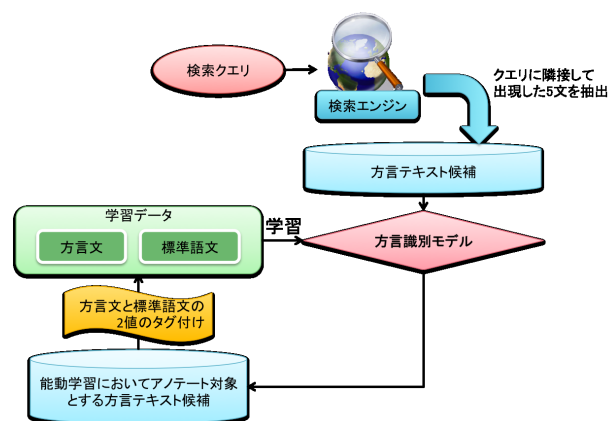 検索クエリ
検索エンジン
クエリに隣接して
出現した5文を抽出
方言テキスト候補
学習データ
方言文
標準語文
学習
方言識別モデル
方言文と標準語文の
2値のタグ付け
能動学習においてアノテート対象
とする方言テキスト候補